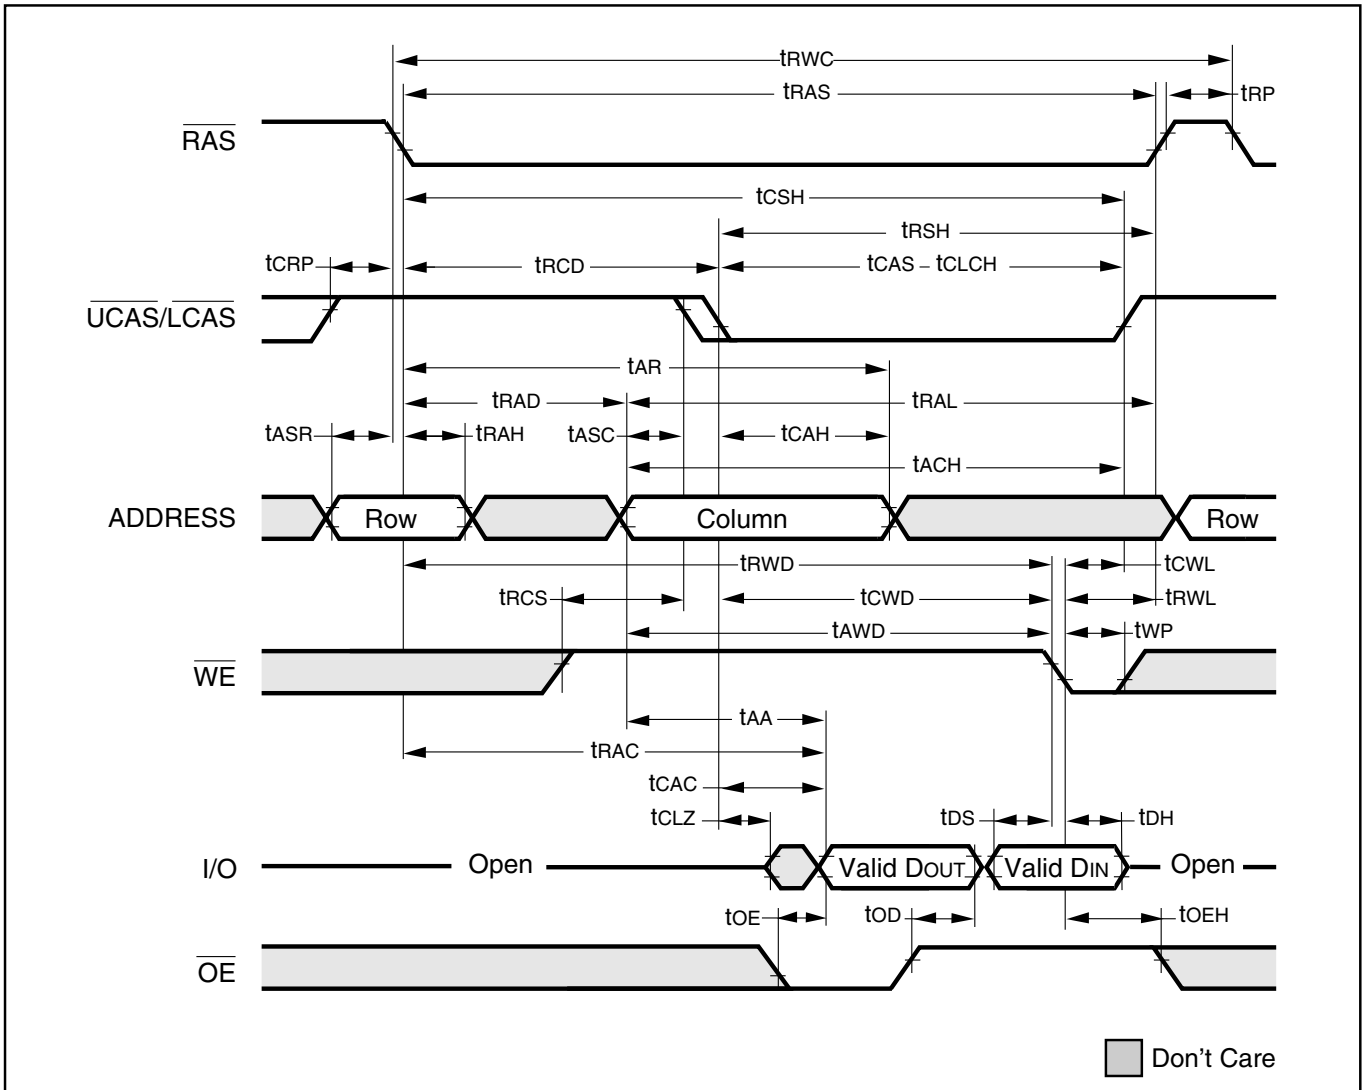 tRWC
tRAS
tRP
RAS
tCSH
tRSH
tCRP
tRCD
tCAS – tCLCH
UCAS/LCAS
tAR
tRAD
tRAL
tASR
tRAH
tASC
tCAH
tACH
ADDRESS
Row
Column
Row
tRWD
tCWL
tRCS
tCWD
tRWL
tAWD
tWP
WE
tAA
tRAC
tCAC
tCLZ
tDS
tDH
I/O
Open
Valid DOUT
Valid DIN
Open
tOE
tOD
tOEH
OE
Don't Care